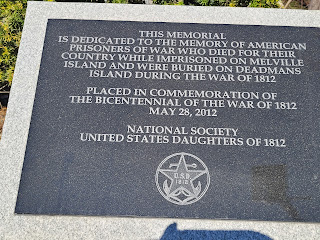 THIS MEMORIAL
IS DEDICATED TO THE MEMORY OF AMERICAN
PRISONERS OF WAR WHO DIED FOR THEIR
COUNTRY WHILE IMPRISONED ON MELVILLE
ISLAND AND WERE BURIED ON DEADMANS
ISLAND DURING THE WAR OF 1812
PLACED IN COMMEMORATION OF
THE BICENTENNIAL OF THE WAR OF 1812
MAY 28, 2012
NATIONAL SOCIETY
UNITED STATES DAUGHTERS OF 1812
1812